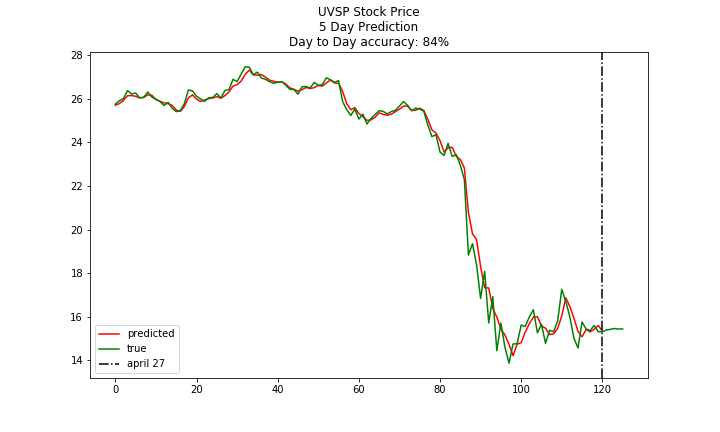 UVSP Stock Price
5 Day Prediction
Day to Day accuracy: 84%
28
26
24
22
20
18
16
14
predicted
true
april 27
0
20
40
60
80
100
120